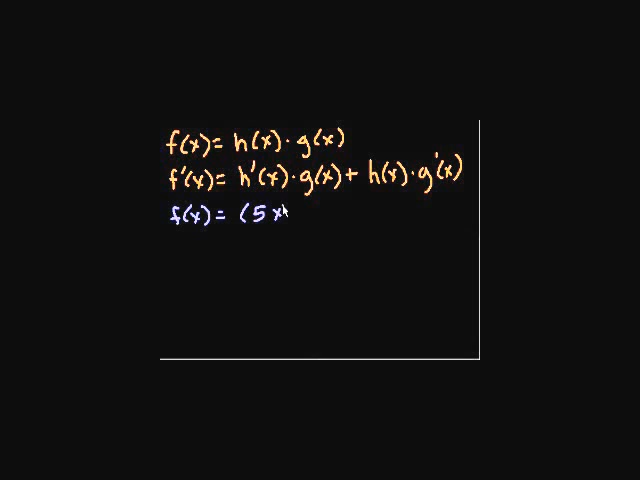 f(x) = h(x) · g(x)
f'(x) = h'(x) · g(x) + h(x) · g'(x)
f(x) = (5x